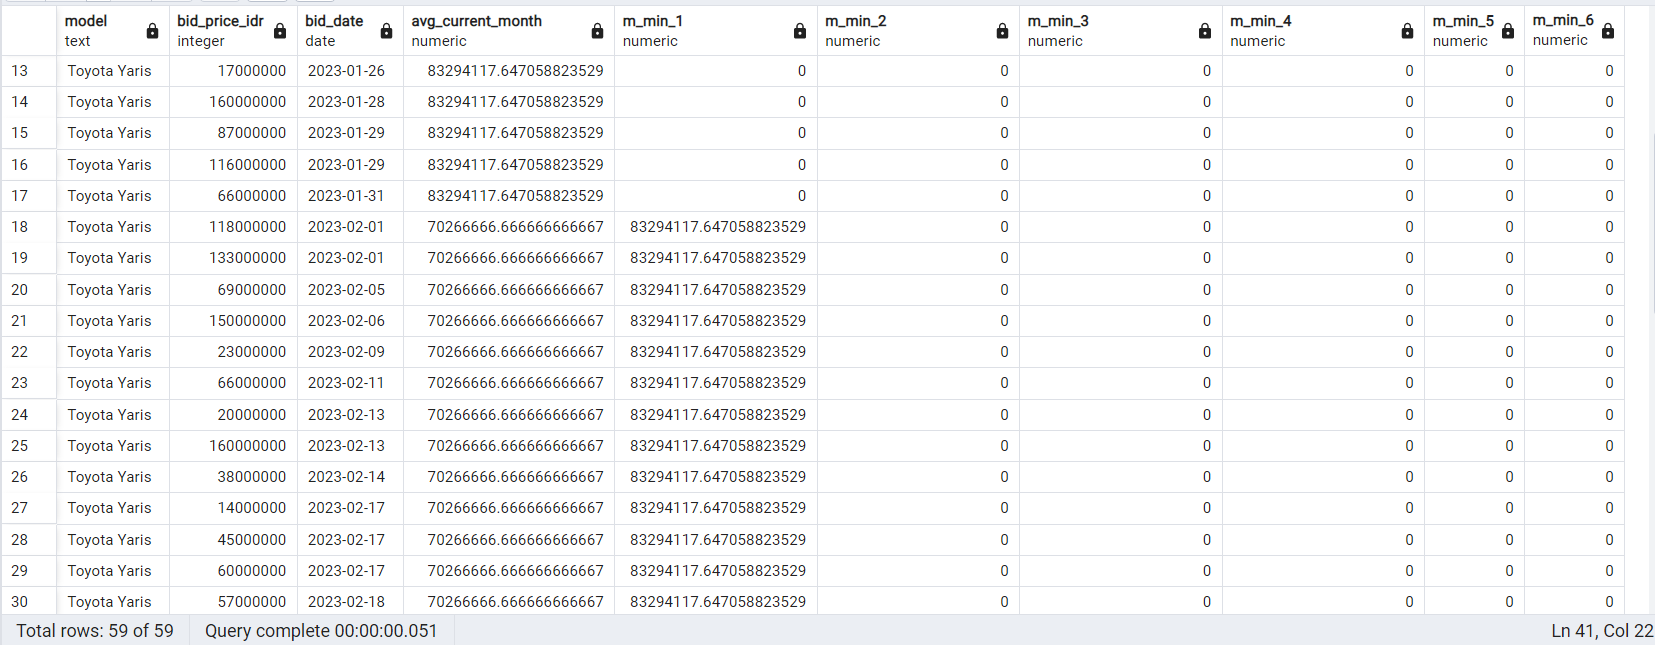 model bid_price_idr bid_date avg_current_month m_min_1 m_min_2 m_min_3 m_min_4 m_min_5 m_min_6
text integer date numeric numeric numeric numeric numeric numeric numeric
13 Toyota Yaris 17000000 2023-01-26 83294117.647058823529 0 0 0 0 0 0
14 Toyota Yaris 160000000 2023-01-28 83294117.647058823529 0 0 0 0 0 0
15 Toyota Yaris 87000000 2023-01-29 83294117.647058823529 0 0 0 0 0 0
16 Toyota Yaris 116000000 2023-01-29 83294117.647058823529 0 0 0 0 0 0
17 Toyota Yaris 66000000 2023-01-31 83294117.647058823529 0 0 0 0 0 0
18 Toyota Yaris 118000000 2023-02-01 70266666.666666666667 83294117.647058823529 0 0 0 0 0
19 Toyota Yaris 133000000 2023-02-01 70266666.666666666667 83294117.647058823529 0 0 0 0 0
20 Toyota Yaris 69000000 2023-02-05 70266666.666666666667 83294117.647058823529 0 0 0 0 0
21 Toyota Yaris 150000000 2023-02-06 70266666.666666666667 83294117.647058823529 0 0 0 0 0
22 Toyota Yaris 23000000 2023-02-09 70266666.666666666667 83294117.647058823529 0 0 0 0 0
23 Toyota Yaris 66000000 2023-02-11 70266666.666666666667 83294117.647058823529 0 0 0 0 0
24 Toyota Yaris 20000000 2023-02-13 70266666.666666666667 83294117.647058823529 0 0 0 0 0
25 Toyota Yaris 160000000 2023-02-13 70266666.666666666667 83294117.647058823529 0 0 0 0 0
26 Toyota Yaris 38000000 2023-02-14 70266666.666666666667 83294117.647058823529 0 0 0 0 0
27 Toyota Yaris 14000000 2023-02-17 70266666.666666666667 83294117.647058823529 0 0 0 0 0
28 Toyota Yaris 45000000 2023-02-17 70266666.666666666667 83294117.647058823529 0 0 0 0 0
29 Toyota Yaris 60000000 2023-02-17 70266666.666666666667 83294117.647058823529 0 0 0 0 0
30 Toyota Yaris 57000000 2023-02-18 70266666.666666666667 83294117.647058823529 0 0 0 0 0
Total rows: 59 of 59 Query complete 00:00:00.051 Ln 41, Col 22